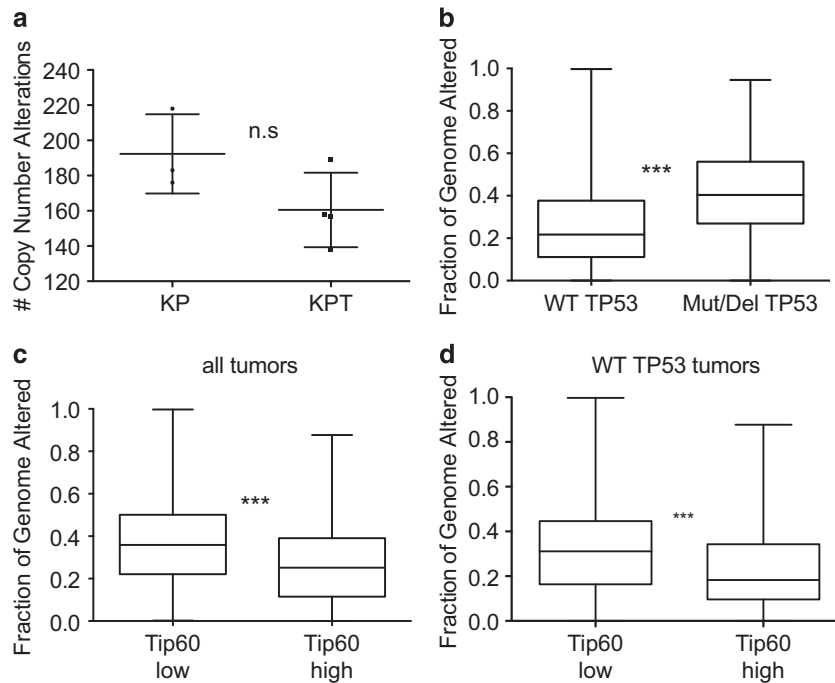 a
# Copy Number Alterations
240
220
200
180
160
140
120
n.s
KP
KPT
b
Fraction of Genome Altered
1.0
0.8
0.6
0.4
0.2
0.0
***
WT TP53
Mut/Del TP53
c
all tumors
Fraction of Genome Altered
1.0
0.8
0.6
0.4
0.2
0.0
***
Tip60
low
Tip60
high
d
WT TP53 tumors
Fraction of Genome Altered
1.0
0.8
0.6
0.4
0.2
0.0
***
Tip60
low
Tip60
high